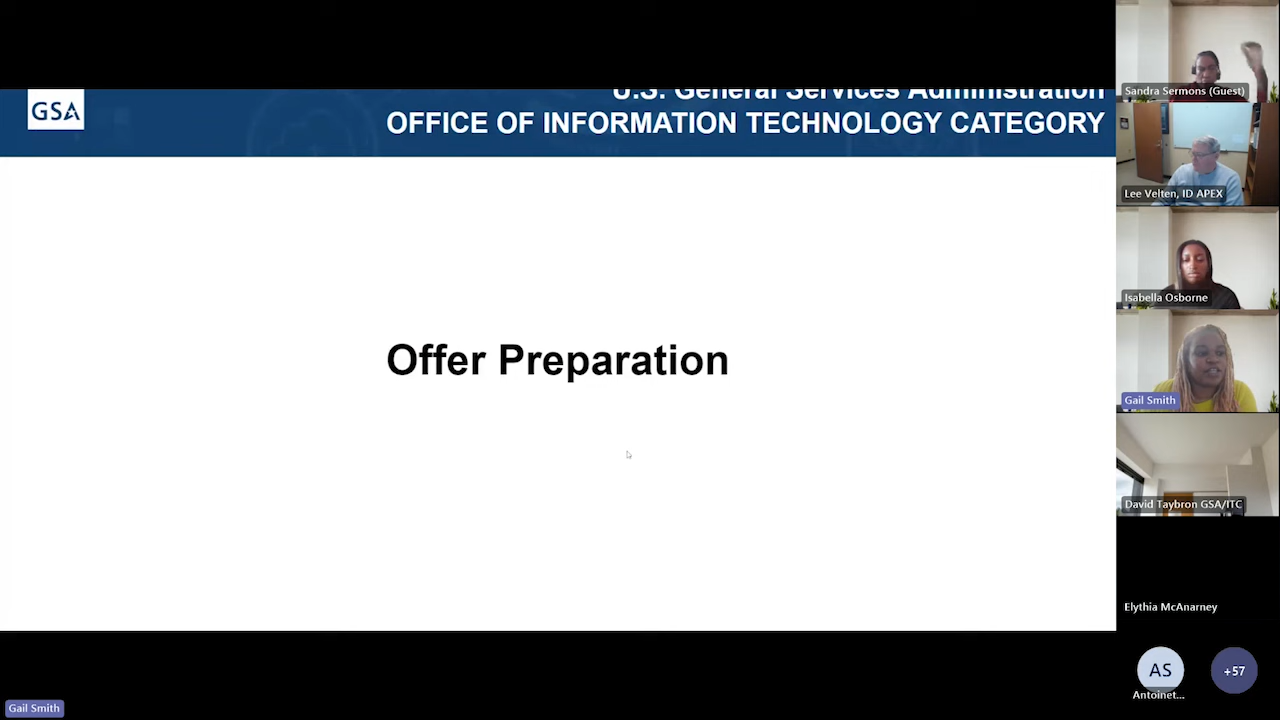 GSA
U.S. General Services Administration
OFFICE OF INFORMATION TECHNOLOGY CATEGORY
Offer Preparation
Sandra Sermons (Guest)
Lee Velten, ID APEX
Isabella Osborne
Gail Smith
David Taybron GSA/ITC
Elythia McAnarney
AS
Antoinet...
+57
Gail Smith